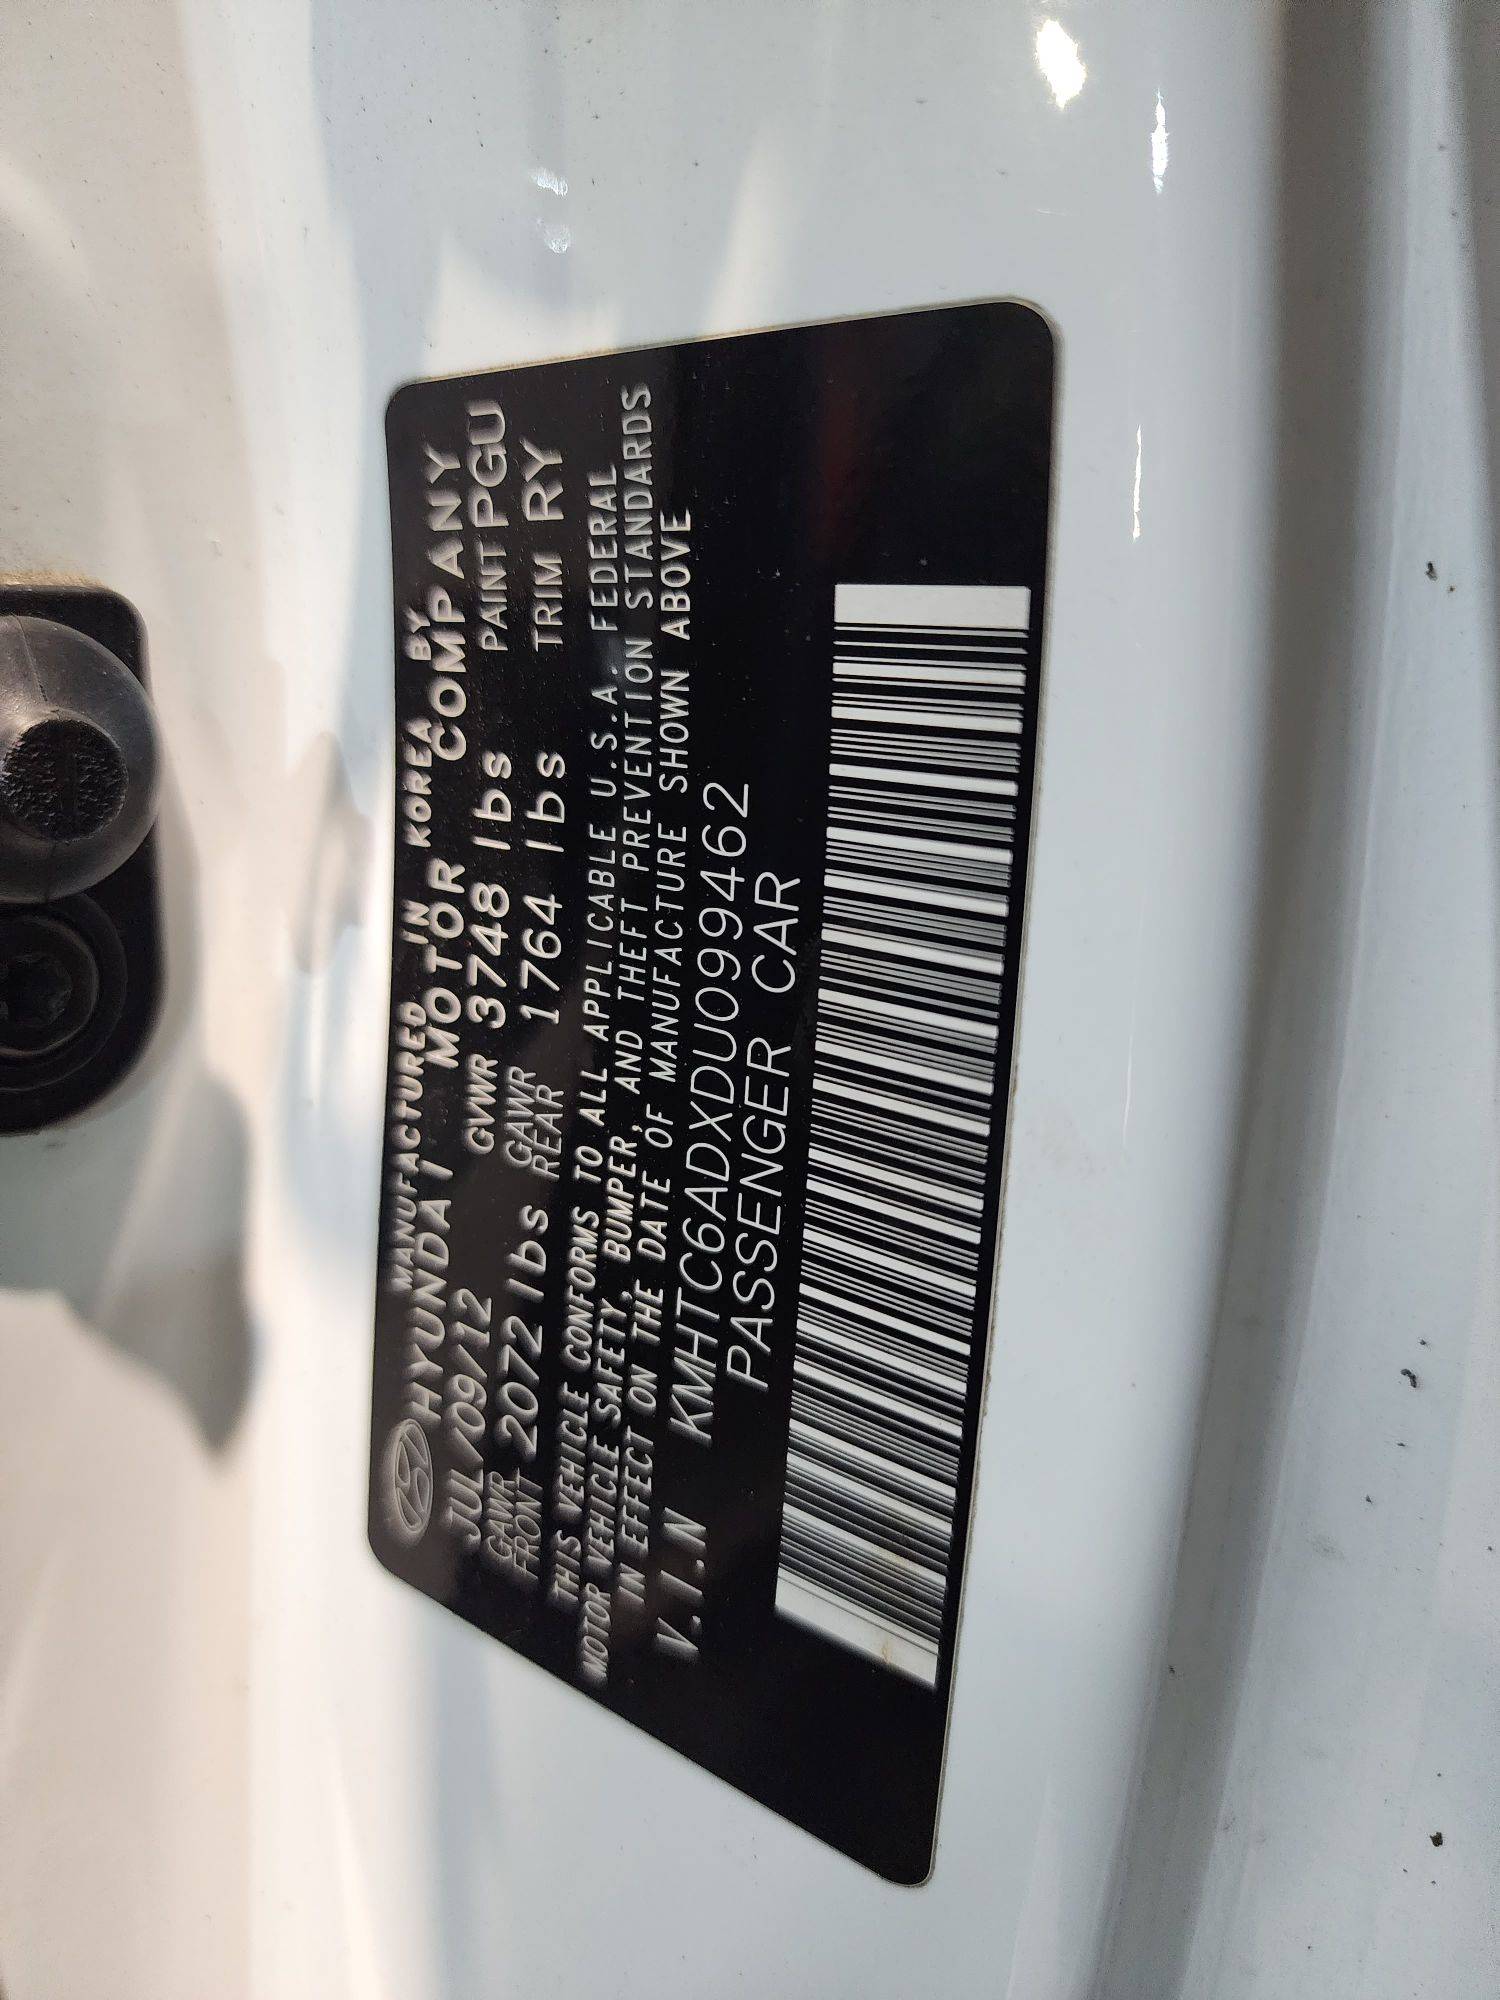 MANUFACTURED IN KOREA BY
HYUNDAI MOTOR COMPANY
JUL/09/12 GVWR 3748 lbs PAINT PGU
GAWR FRONT 2072 lbs GAWR REAR 1764 lbs TRIM RY
THIS VEHICLE CONFORMS TO ALL APPLICABLE U.S.A. FEDERAL
MOTOR VEHICLE SAFETY, BUMPER, AND THEFT PREVENTION STANDARDS
IN EFFECT ON THE DATE OF MANUFACTURE SHOWN ABOVE
V.I.N KMHTC6ADXDU099462
PASSENGER CAR